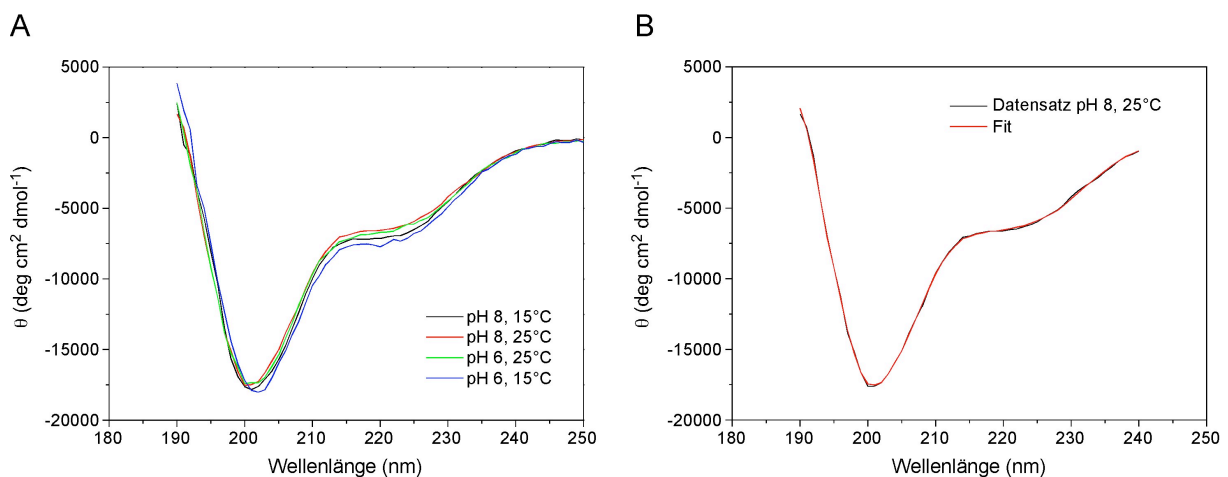 A
5000
0
-5000
-10000
-15000
-20000
θ (deg cm² dmol⁻¹)
180 190 200 210 220 230 240 250
Wellenlänge (nm)
pH 8, 15°C
pH 8, 25°C
pH 6, 25°C
pH 6, 15°C
B
5000
0
-5000
-10000
-15000
-20000
θ (deg cm² dmol⁻¹)
180 190 200 210 220 230 240 250
Wellenlänge (nm)
Datensatz pH 8, 25°C
Fit